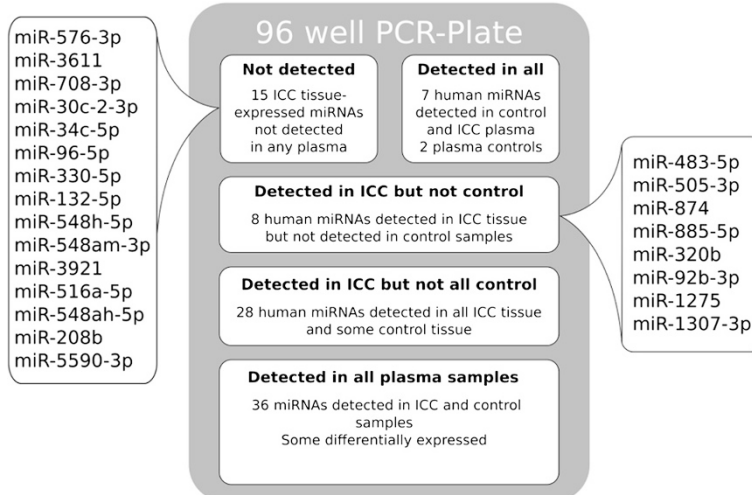 miR-576-3p
miR-3611
miR-708-3p
miR-30c-2-3p
miR-34c-5p
miR-96-5p
miR-330-5p
miR-132-5p
miR-548h-5p
miR-548am-3p
miR-3921
miR-516a-5p
miR-548ah-5p
miR-208b
miR-5590-3p
96 well PCR-Plate
Not detected
15 ICC tissue-
expressed miRNAs
not detected
in any plasma
Detected in all
7 human miRNAs
detected in control
and ICC plasma
2 plasma controls
Detected in ICC but not control
8 human miRNAs detected in ICC tissue
but not detected in control samples
Detected in ICC but not all control
28 human miRNAs detected in all ICC tissue
and some control tissue
Detected in all plasma samples
36 miRNAs detected in ICC and control
samples
Some differentially expressed
miR-483-5p
miR-505-3p
miR-874
miR-885-5p
miR-320b
miR-92b-3p
miR-1275
miR-1307-3p